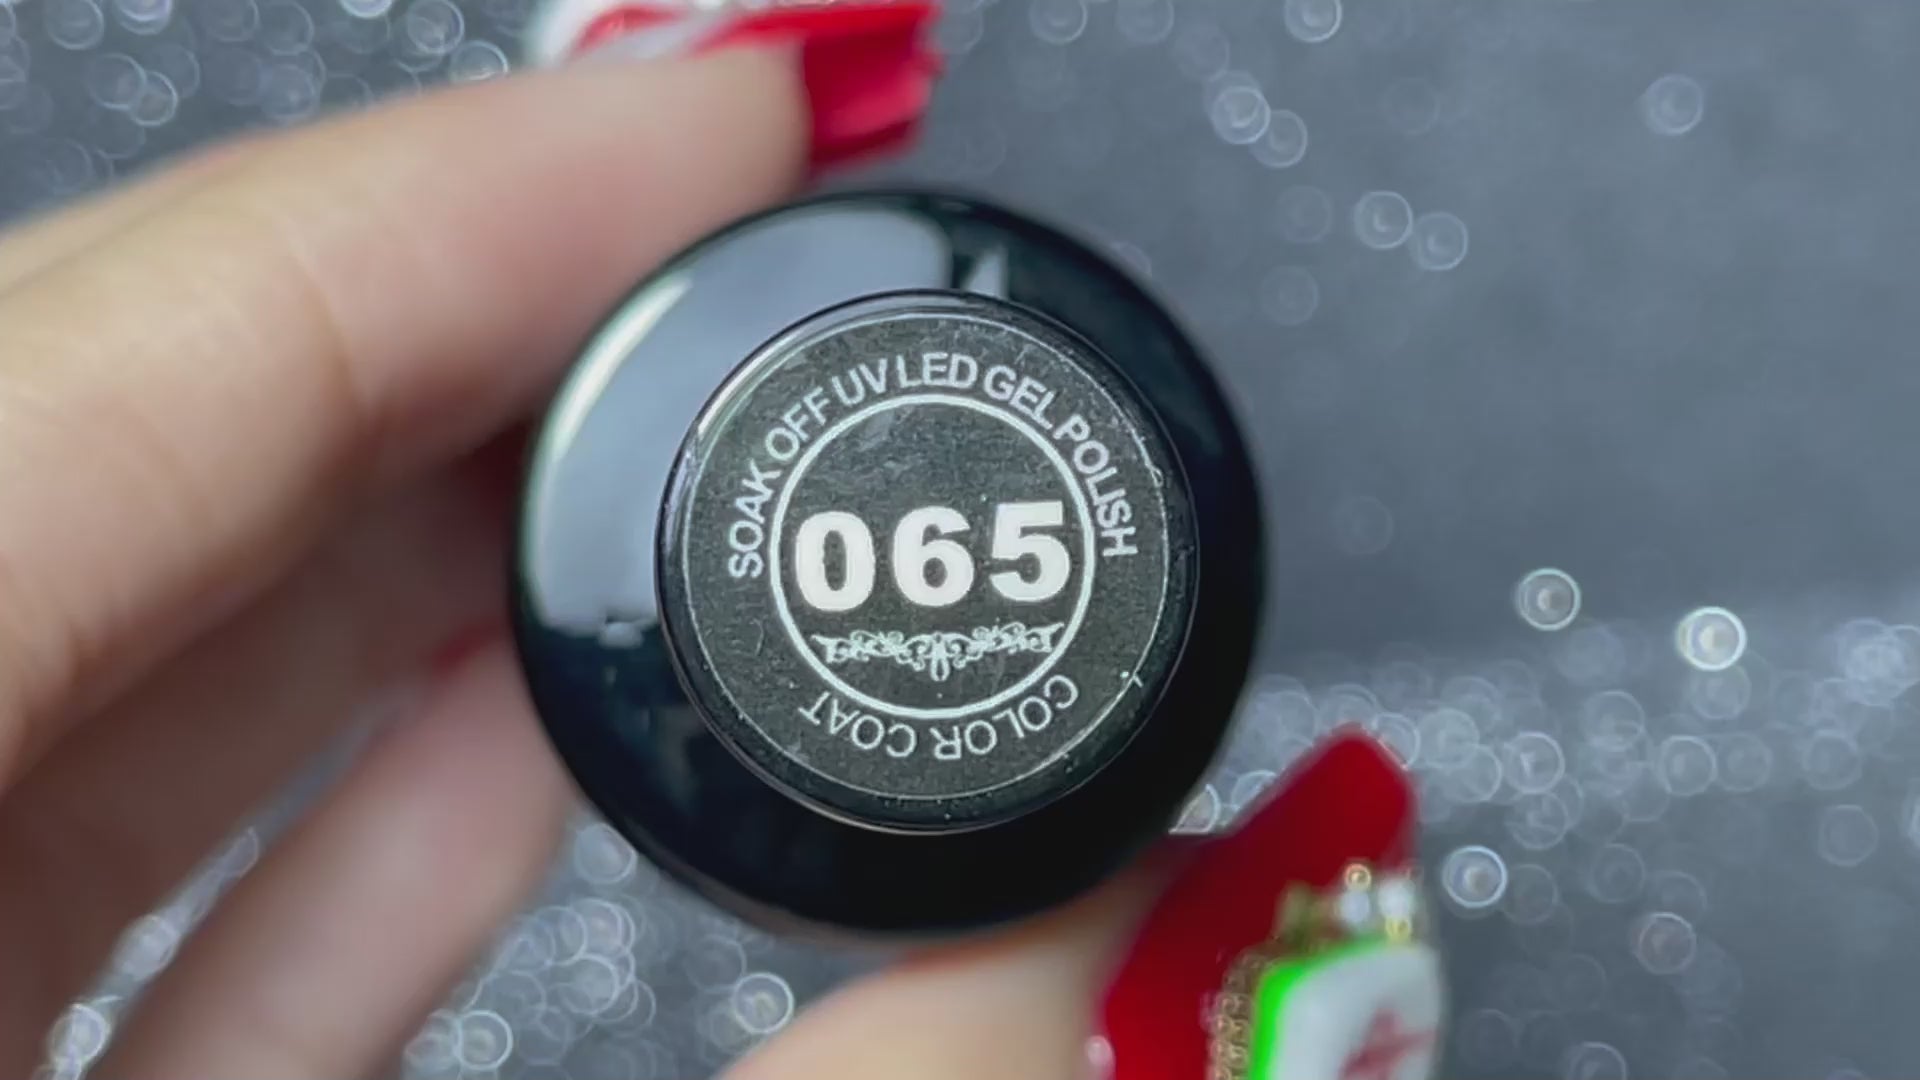 SOAK OFF UV LED GEL POLISH
065
COLOR COAT